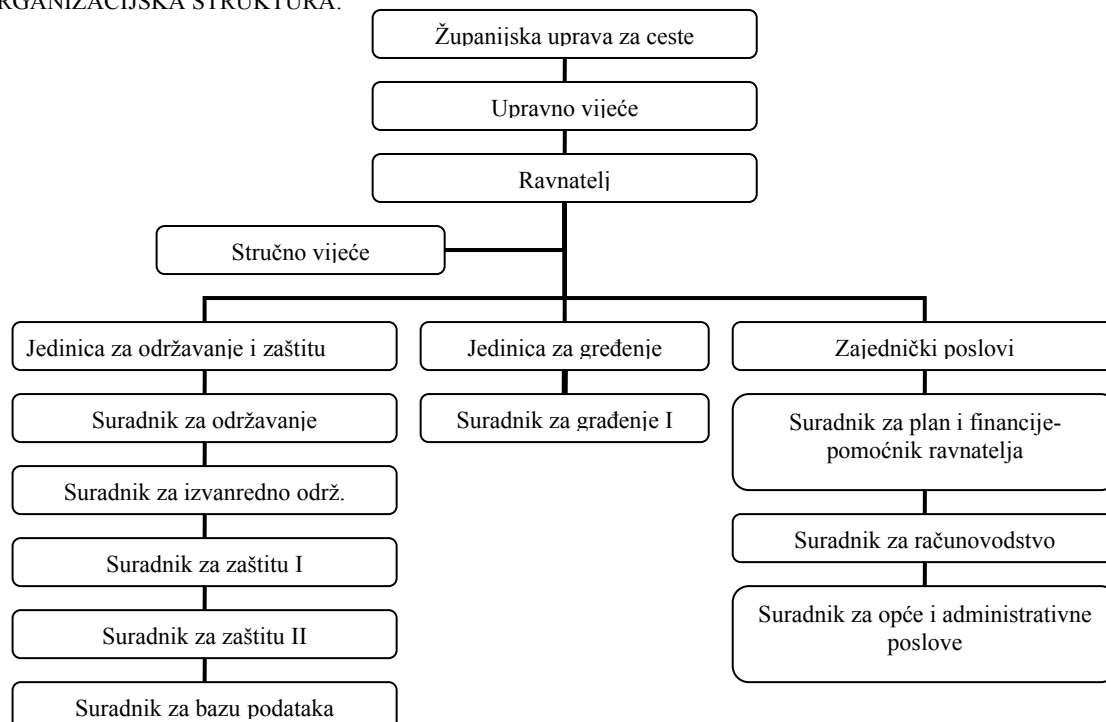 RGANIZACIJSKA STRUKTURA:
Županijska uprava za ceste
Upravno vijeće
Ravnatelj
Stručno vijeće
Jedinica za održavanje i zaštitu
Jedinica za gređenje
Zajednički poslovi
Suradnik za održavanje
Suradnik za građenje I
Suradnik za plan i financije-
pomoćnik ravnatelja
Suradnik za izvanredno održ.
Suradnik za računovodstvo
Suradnik za zaštitu I
Suradnik za opće i administrativne
poslove
Suradnik za zaštitu II
Suradnik za bazu podataka